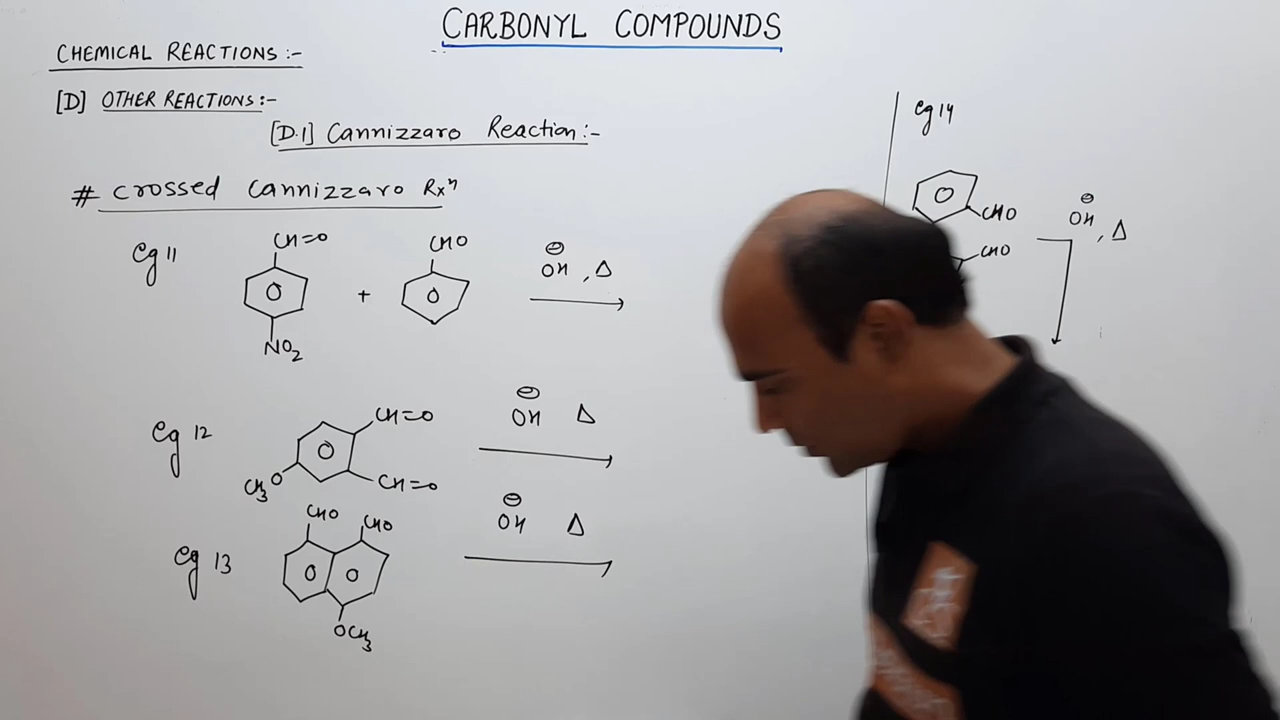 CARBONYL COMPOUNDS
CHEMICAL REACTIONS :-
[D] OTHER REACTIONS :-
[D.1] Cannizzaro Reaction :-
# Crossed Cannizzaro Rxⁿ
eg 11
CH=O
NO₂
+
CHO
⊖
OH , Δ
eg 12
CH=O
CH=O
CH₃O
⊖
OH Δ
eg 13
CHO
CHO
OCH₃
⊖
OH Δ
eg 14
CHO
CHO
⊖
OH , Δ